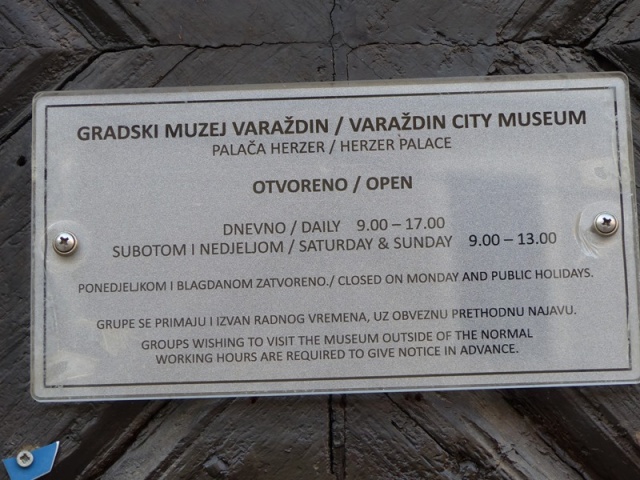 GRADSKI MUZEJ VARAŽDIN / VARAŽDIN CITY MUSEUM
PALAČA HERZER / HERZER PALACE
OTVORENO / OPEN
DNEVNO / DAILY 9.00 – 17.00
SUBOTOM I NEDJELJOM / SATURDAY & SUNDAY 9.00 – 13.00
PONEDJELJKOM I BLAGDANOM ZATVORENO./ CLOSED ON MONDAY AND PUBLIC HOLIDAYS.
GRUPE SE PRIMAJU I IZVAN RADNOG VREMENA, UZ OBVEZNU PRETHODNU NAJAVU.
GROUPS WISHING TO VISIT THE MUSEUM OUTSIDE OF THE NORMAL
WORKING HOURS ARE REQUIRED TO GIVE NOTICE IN ADVANCE.